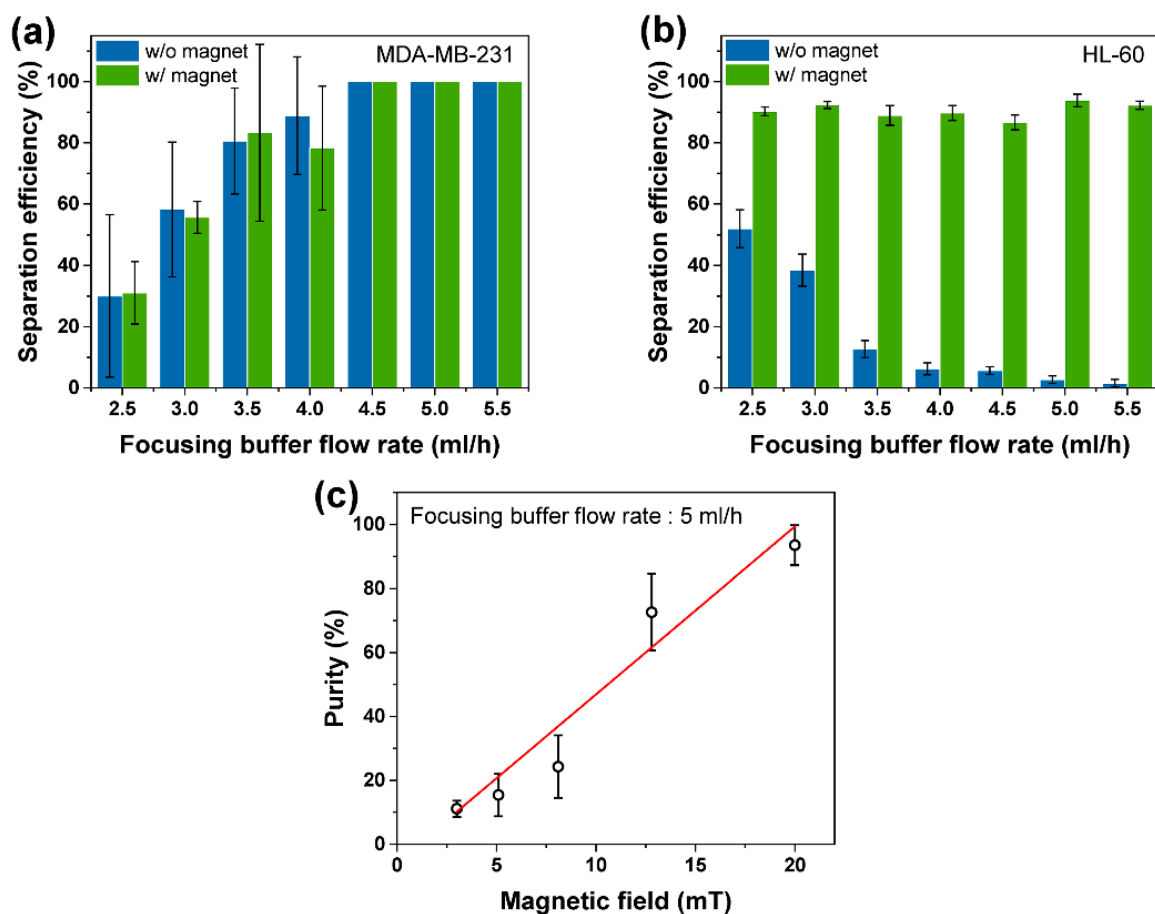 (a)
w/o magnet
w/ magnet
MDA-MB-231
Separation efficiency (%)
100
80
60
40
20
0
2.5 3.0 3.5 4.0 4.5 5.0 5.5
Focusing buffer flow rate (ml/h)
(b)
w/o magnet
w/ magnet
HL-60
Separation efficiency (%)
100
80
60
40
20
0
2.5 3.0 3.5 4.0 4.5 5.0 5.5
Focusing buffer flow rate (ml/h)
(c)
Focusing buffer flow rate : 5 ml/h
Purity (%)
100
80
60
40
20
0
0 5 10 15 20
Magnetic field (mT)